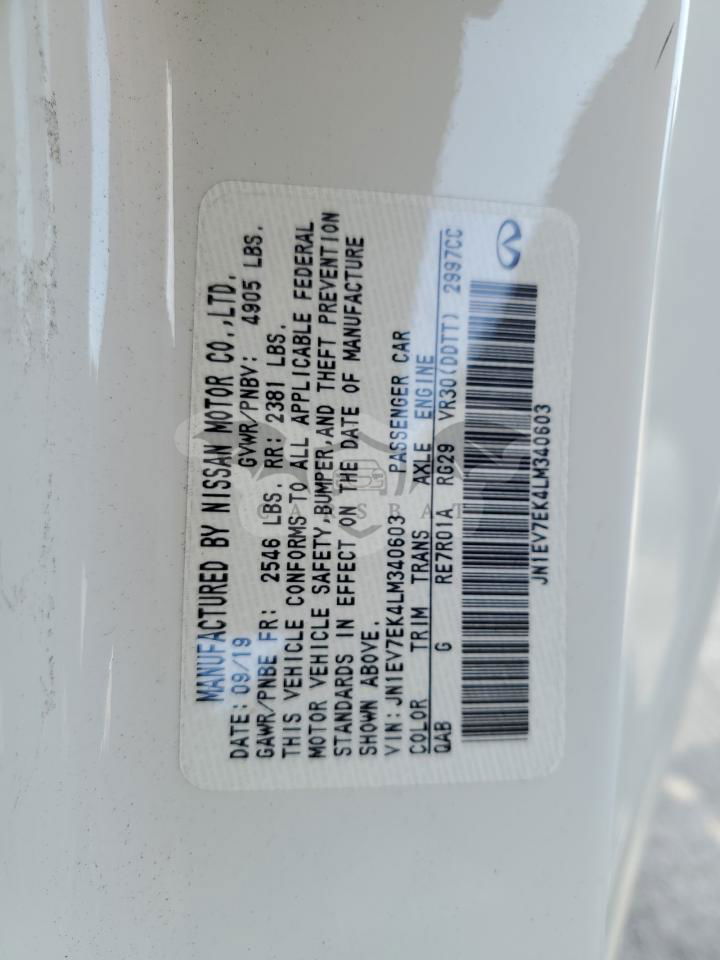 MANUFACTURED BY NISSAN MOTOR CO.,LTD.
DATE: 09/19 GVWR/PNBV: 4905 LBS.
GAWR/PNBE FR: 2546 LBS. RR: 2381 LBS.
THIS VEHICLE CONFORMS TO ALL APPLICABLE FEDERAL
MOTOR VEHICLE SAFETY,BUMPER,AND THEFT PREVENTION
STANDARDS IN EFFECT ON THE DATE OF MANUFACTURE
SHOWN ABOVE.
VIN: JN1EV7EK4LM340603 PASSENGER CAR
COLOR TRIM TRANS AXLE ENGINE
QAB G RE7R01A RG29 VR30(DDTT) 2997CC
JN1EV7EK4LM340603
CARSBAT